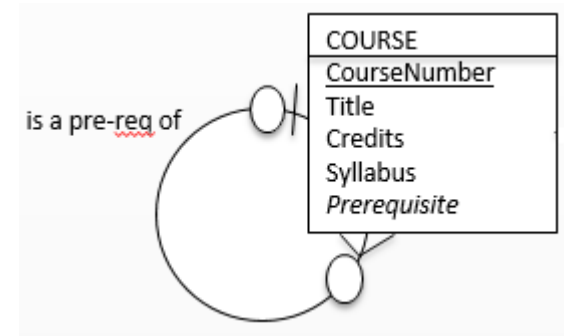 COURSE
CourseNumber
is a pre-req of
Title
Credits
Syllabus
Prerequisite